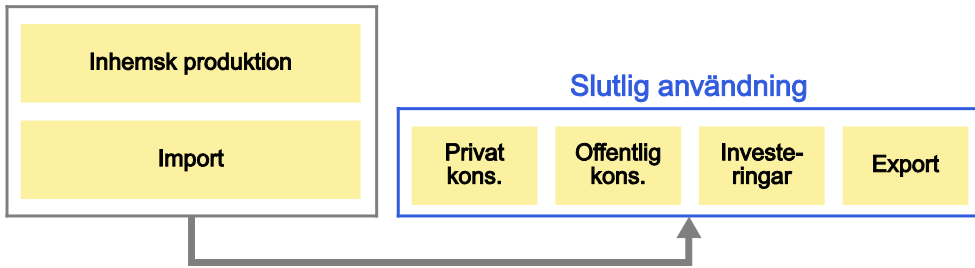 Inhemsk produktion
Import
Slutlig användning
Privat
kons.
Offentlig
kons.
Investe-
ringar
Export